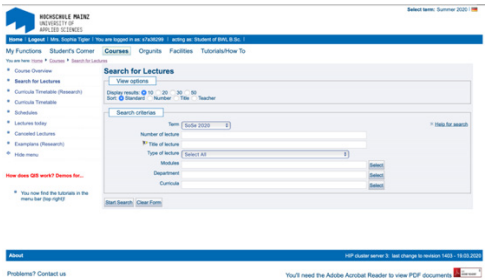 Select term: Summer 2020
HOCHSCHULE MAINZ
UNIVERSITY OF
APPLIED SCIENCES
Home | Logout | Mrs. Sophia Tigler | You are logged in as: s7a36299 | acting as: Student of BWI, B.Sc.
My Functions Student's Corner Courses Orgunits Facilities Tutorials/How To
You are here: Home Courses Search for Lectures
Course Overview
Search for Lectures
Curricula Timetable (Research)
Curricula Timetable
Schedules
Lectures today
Canceled Lectures
Examplans (Research)
Hide menu
How does QIS work? Demos for...
You now find the tutorials in the
menu bar (top right)!
Search for Lectures
View options
Display results: 10 20 30 50
Sort: Standard Number Title Teacher
Search criterias
Term SoSe 2020
Help for search
Number of lecture
Title of lecture
Type of lecture Select All
Modules Select
Department Select
Curricula Select
Start Search Clear Form
About
HIP cluster server 3: last change to revision 1403 - 19.03.2020
Problems? Contact us
You'll need the Adobe Acrobat Reader to view PDF documents